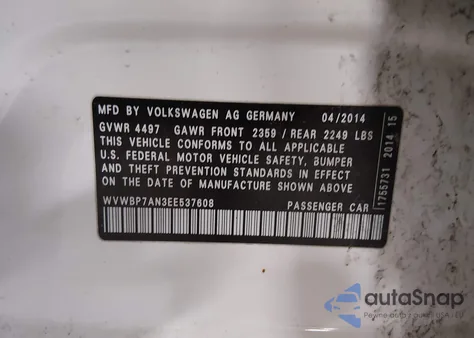 MFD BY VOLKSWAGEN AG GERMANY 04/2014
GVWR 4497 GAWR FRONT 2359 / REAR 2249 LBS
THIS VEHICLE CONFORMS TO ALL APPLICABLE
U.S. FEDERAL MOTOR VEHICLE SAFETY, BUMPER
AND THEFT PREVENTION STANDARDS IN EFFECT
ON THE DATE OF MANUFACTURE SHOWN ABOVE
WVWBP7AN3EE537608 PASSENGER CAR
1755731 2014 15
autoSnap